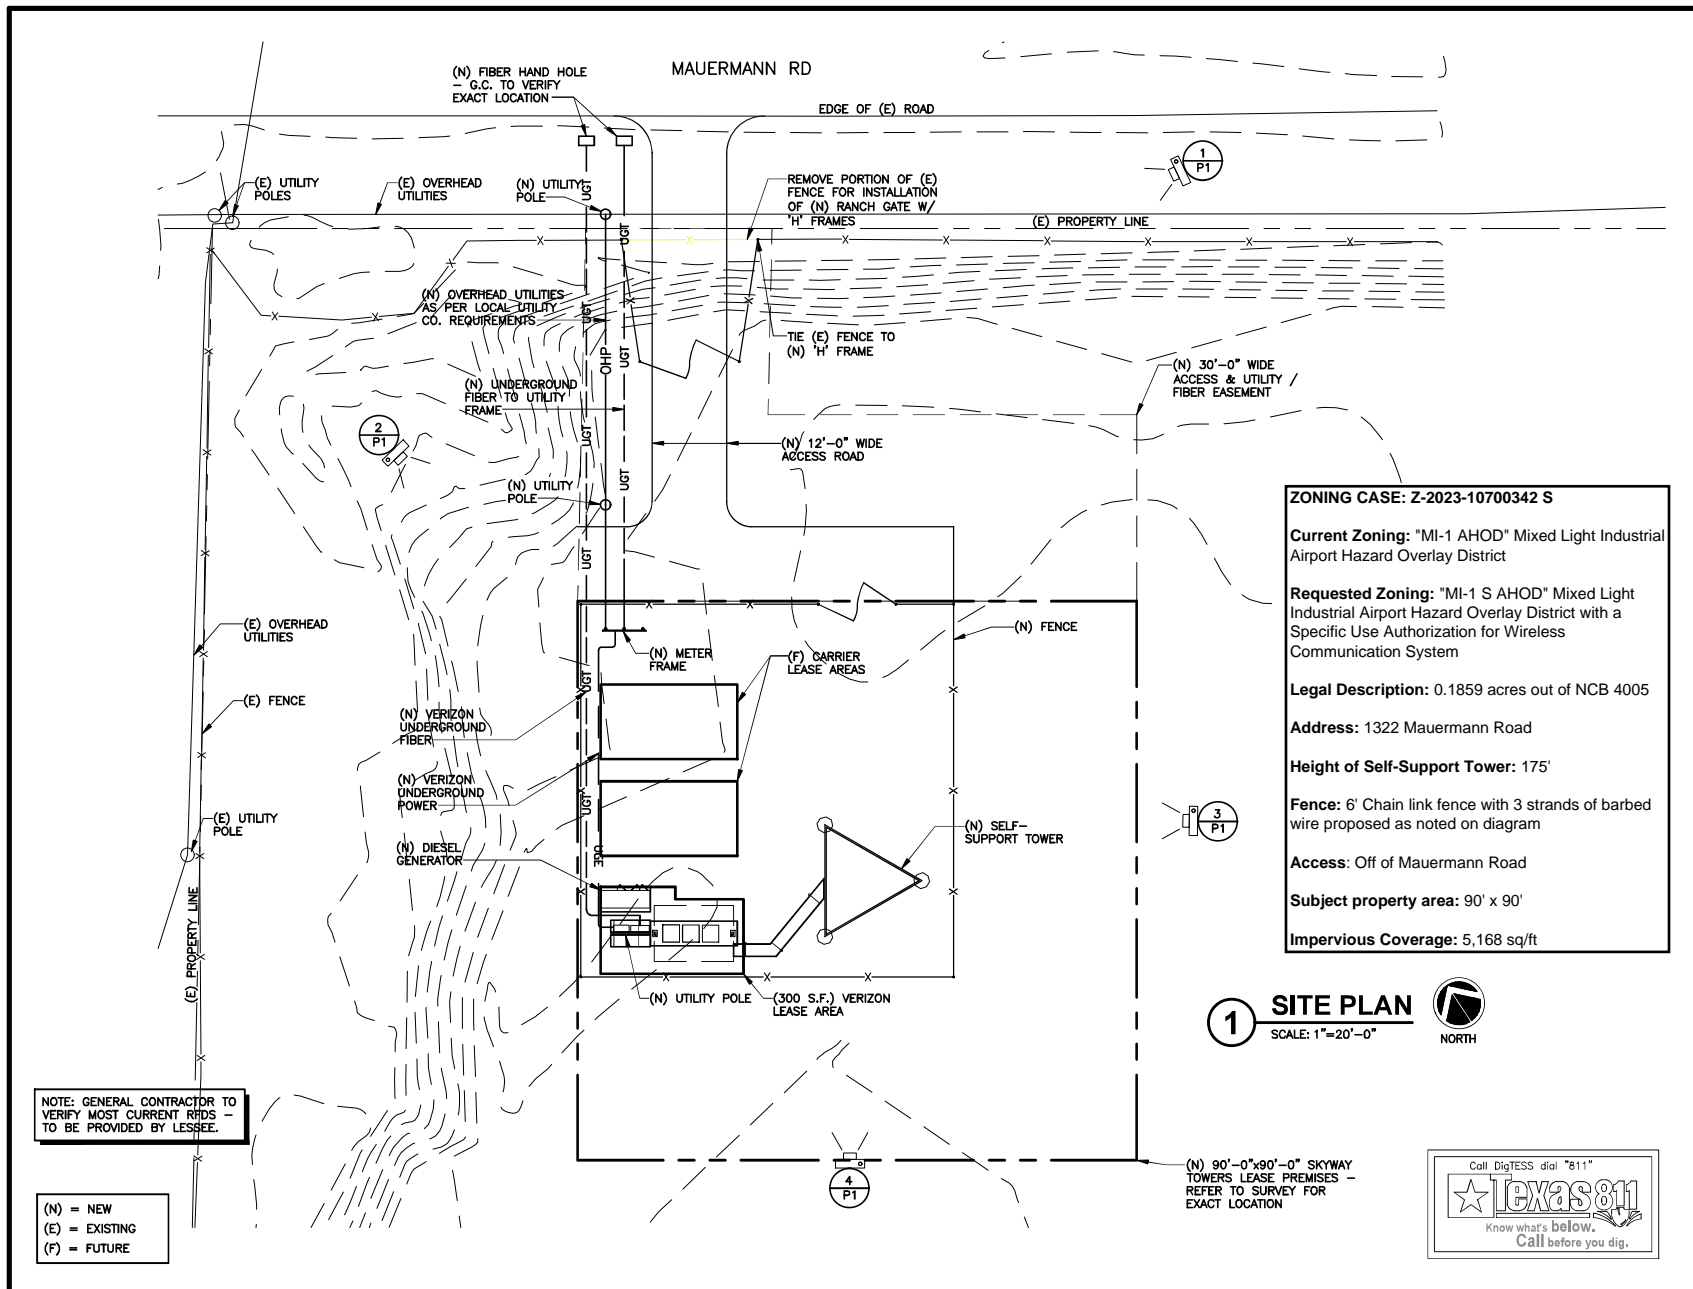 MAUERMANN RD
(N) FIBER HAND HOLE
– G.C. TO VERIFY
EXACT LOCATION
EDGE OF (E) ROAD
1
P1
(E) UTILITY
POLES
(E) OVERHEAD
UTILITIES
(N) UTILITY
POLE
UGT
REMOVE PORTION OF (E)
FENCE FOR INSTALLATION
OF (N) RANCH GATE W/
'H' FRAMES
(E) PROPERTY LINE
UGT
(N) OVERHEAD UTILITIES
AS PER LOCAL UTILITY
CO. REQUIREMENTS
UGT
TIE (E) FENCE TO
(N) 'H' FRAME
OHP
UGT
(N) 30'-0" WIDE
ACCESS & UTILITY /
FIBER EASEMENT
(N) UNDERGROUND
FIBER TO UTILITY
FRAME
2
P1
UGT
(N) 12'-0" WIDE
ACCESS ROAD
UGT
(N) UTILITY
POLE
UGT
ZONING CASE: Z-2023-10700342 S
Current Zoning: "MI-1 AHOD" Mixed Light Industrial
Airport Hazard Overlay District
Requested Zoning: "MI-1 S AHOD" Mixed Light
Industrial Airport Hazard Overlay District with a
Specific Use Authorization for Wireless
Communication System
Legal Description: 0.1859 acres out of NCB 4005
Address: 1322 Mauermann Road
Height of Self-Support Tower: 175'
Fence: 6' Chain link fence with 3 strands of barbed
wire proposed as noted on diagram
Access: Off of Mauermann Road
Subject property area: 90' x 90'
Impervious Coverage: 5,168 sq/ft
(E) OVERHEAD
UTILITIES
(N) FENCE
(N) METER
FRAME
(F) CARRIER
LEASE AREAS
UGT
(E) FENCE
(N) VERIZON
UNDERGROUND
FIBER
(N) VERIZON
UNDERGROUND
POWER
UGT
(E) UTILITY
POLE
(N) DIESEL
GENERATOR
UGE
(N) SELF-
SUPPORT TOWER
3
P1
(E) PROPERTY LINE
(N) UTILITY POLE
(300 S.F.) VERIZON
LEASE AREA
1
SITE PLAN
SCALE: 1"=20'-0"
NORTH
NOTE: GENERAL CONTRACTOR TO
VERIFY MOST CURRENT RFDS –
TO BE PROVIDED BY LESSEE.
4
P1
(N) 90'-0"x90'-0" SKYWAY
TOWERS LEASE PREMISES –
REFER TO SURVEY FOR
EXACT LOCATION
(N) = NEW
(E) = EXISTING
(F) = FUTURE
Call DigTESS dial "811"
Texas811
Know what's below.
Call before you dig.